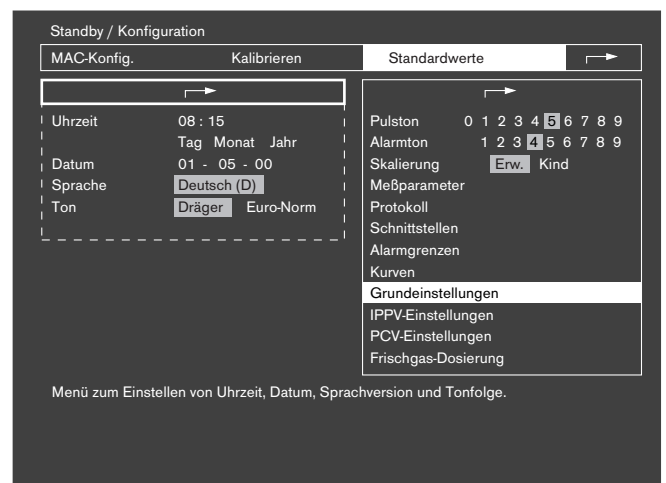 Standby / Konfiguration
MAC-Konfig. Kalibrieren Standardwerte
Uhrzeit 08 : 15
Tag Monat Jahr
Datum 01 - 05 - 00
Sprache Deutsch (D)
Ton Dräger Euro-Norm
Pulston 0 1 2 3 4 5 6 7 8 9
Alarmton 1 2 3 4 5 6 7 8 9
Skalierung Erw. Kind
Meßparameter
Protokoll
Schnittstellen
Alarmgrenzen
Kurven
Grundeinstellungen
IPPV-Einstellungen
PCV-Einstellungen
Frischgas-Dosierung
Menü zum Einstellen von Uhrzeit, Datum, Sprachversion und Tonfolge.